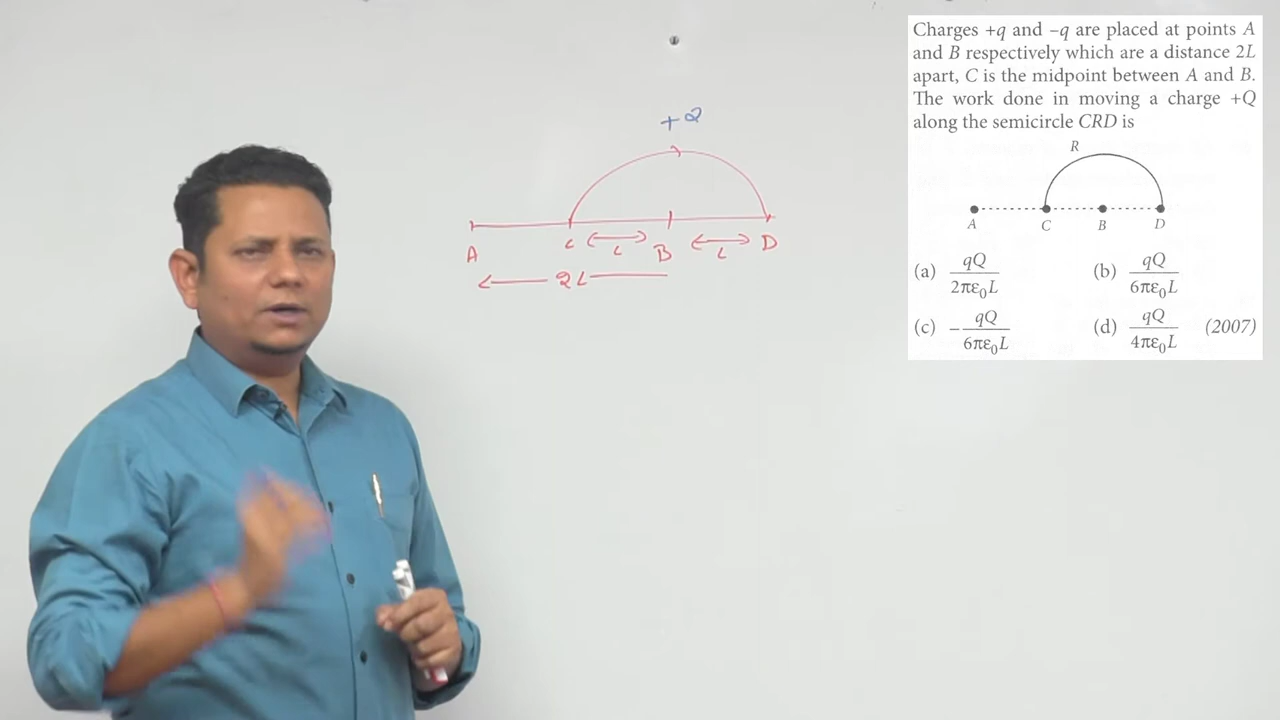 Charges +q and –q are placed at points A
and B respectively which are a distance 2L
apart, C is the midpoint between A and B.
The work done in moving a charge +Q
along the semicircle CRD is
R
A C B D
(a) qQ/2πε₀L (b) qQ/6πε₀L
(c) –qQ/6πε₀L (d) qQ/4πε₀L (2007)
+Q
A C L B L D
2L